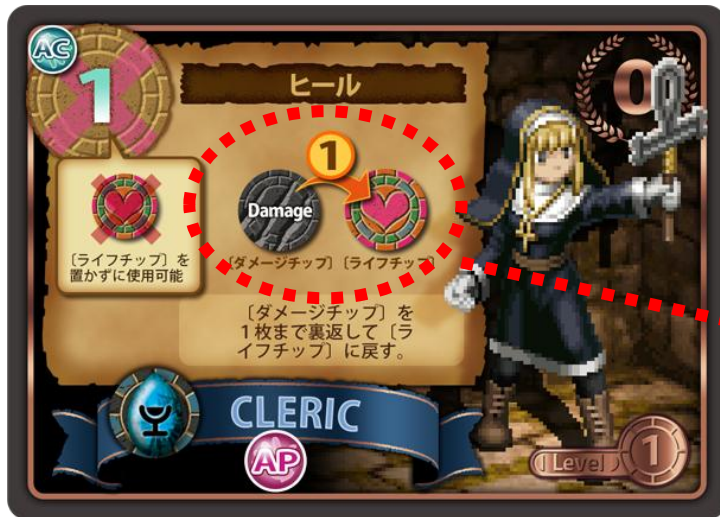 AC
1
ヒール
0
1
Damage
〔ダメージチップ〕〔ライフチップ〕
〔ライフチップ〕を
置かずに使用可能
〔ダメージチップ〕を
1枚まで裏返して〔ラ
イフチップ〕に戻す。
CLERIC
AP
Level
1